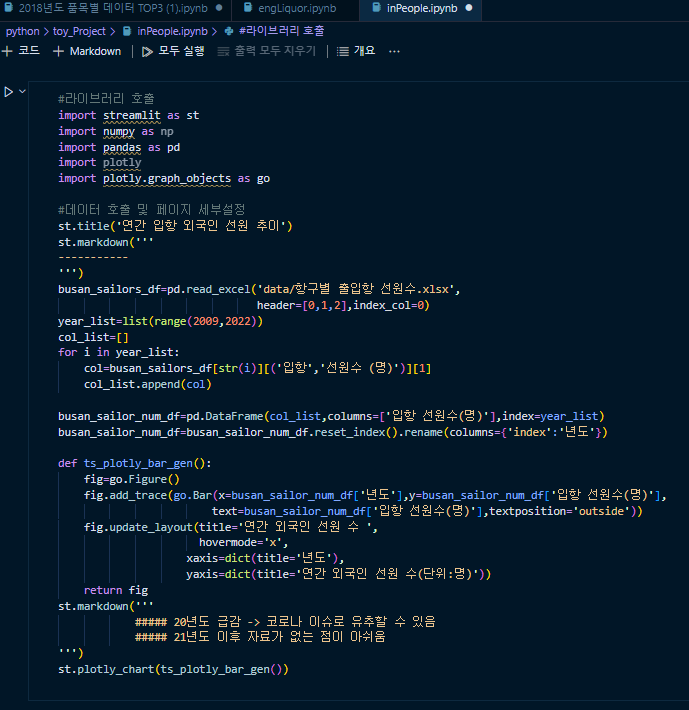 2018년도 품목별 데이터 TOP3 (1).ipynb engLiquor.ipynb inPeople.ipynb
python > toy_Project > inPeople.ipynb > #라이브러리 호출
+ 코드 + Markdown | 모두 실행 출력 모두 지우기 | 개요 ...
#라이브러리 호출
import streamlit as st
import numpy as np
import pandas as pd
import plotly
import plotly.graph_objects as go
#데이터 호출 및 페이지 세부설정
st.title('연간 입항 외국인 선원 추이')
st.markdown('''
-----------
''')
busan_sailors_df=pd.read_excel('data/항구별 출입항 선원수.xlsx',
header=[0,1,2],index_col=0)
year_list=list(range(2009,2022))
col_list=[]
for i in year_list:
col=busan_sailors_df[str(i)][('입항','선원수 (명)')][1]
col_list.append(col)
busan_sailor_num_df=pd.DataFrame(col_list,columns=['입항 선원수(명)'],index=year_list)
busan_sailor_num_df=busan_sailor_num_df.reset_index().rename(columns={'index':'년도'})
def ts_plotly_bar_gen():
fig=go.Figure()
fig.add_trace(go.Bar(x=busan_sailor_num_df['년도'],y=busan_sailor_num_df['입항 선원수(명)'],
text=busan_sailor_num_df['입항 선원수(명)'],textposition='outside'))
fig.update_layout(title='연간 외국인 선원 수 ',
hovermode='x',
xaxis=dict(title='년도'),
yaxis=dict(title='연간 외국인 선원 수(단위:명)'))
return fig
st.markdown('''
##### 20년도 급감 -> 코로나 이슈로 유추할 수 있음
##### 21년도 이후 자료가 없는 점이 아쉬움
''')
st.plotly_chart(ts_plotly_bar_gen())